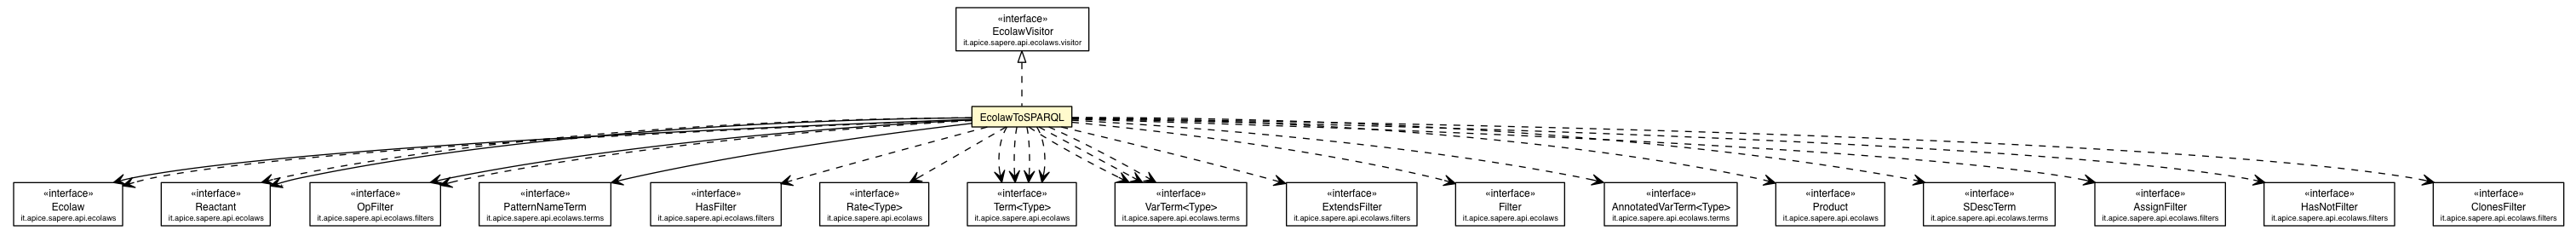 «interface»
EcolawVisitor
it.apice.sapere.api.ecolaws.visitor
EcolawToSPARQL
«interface»
Ecolaw
it.apice.sapere.api.ecolaws
«interface»
Reactant
it.apice.sapere.api.ecolaws
«interface»
OpFilter
it.apice.sapere.api.ecolaws.filters
«interface»
PatternNameTerm
it.apice.sapere.api.ecolaws.terms
«interface»
HasFilter
it.apice.sapere.api.ecolaws.filters
«interface»
Rate<Type>
it.apice.sapere.api.ecolaws
«interface»
Term<Type>
it.apice.sapere.api.ecolaws
«interface»
VarTerm<Type>
it.apice.sapere.api.ecolaws.terms
«interface»
ExtendsFilter
it.apice.sapere.api.ecolaws.filters
«interface»
Filter
it.apice.sapere.api.ecolaws
«interface»
AnnotatedVarTerm<Type>
it.apice.sapere.api.ecolaws.terms
«interface»
Product
it.apice.sapere.api.ecolaws
«interface»
SDescTerm
it.apice.sapere.api.ecolaws.terms
«interface»
AssignFilter
it.apice.sapere.api.ecolaws.filters
«interface»
HasNotFilter
it.apice.sapere.api.ecolaws.filters
«interface»
ClonesFilter
it.apice.sapere.api.ecolaws.filters